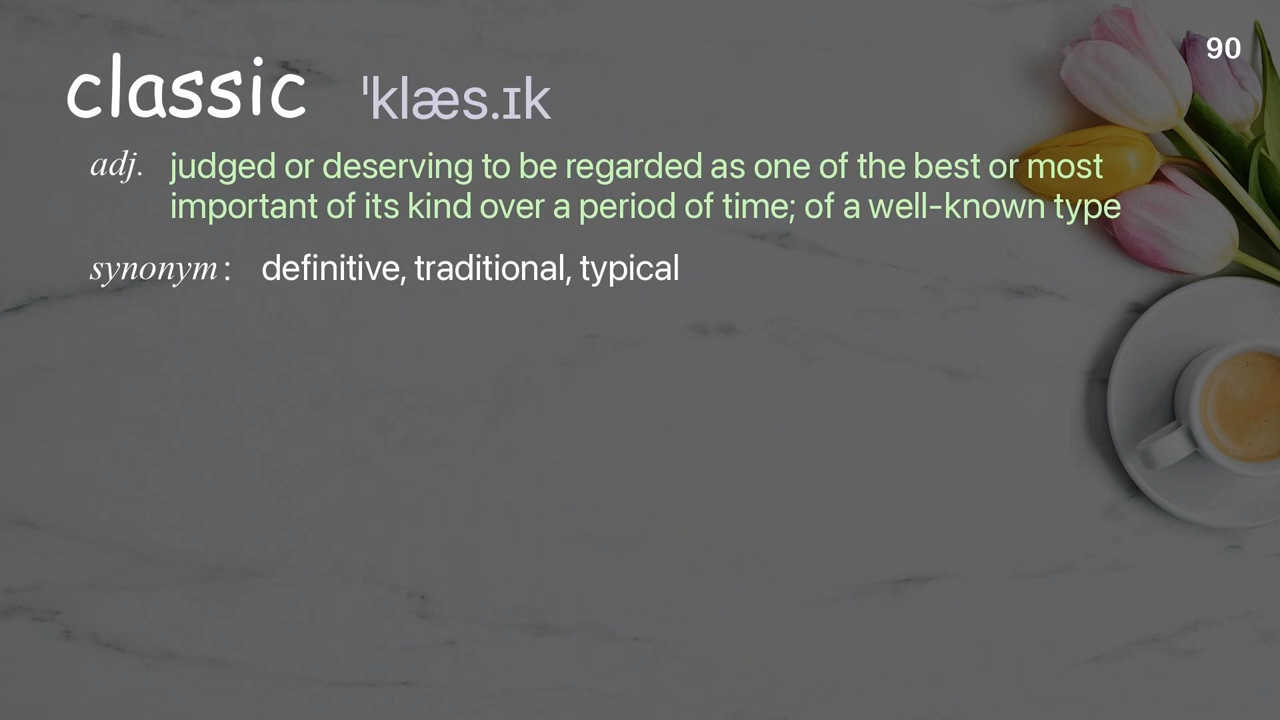 90
classic ˈklæs.ɪk
adj. judged or deserving to be regarded as one of the best or most
important of its kind over a period of time; of a well-known type
synonym: definitive, traditional, typical